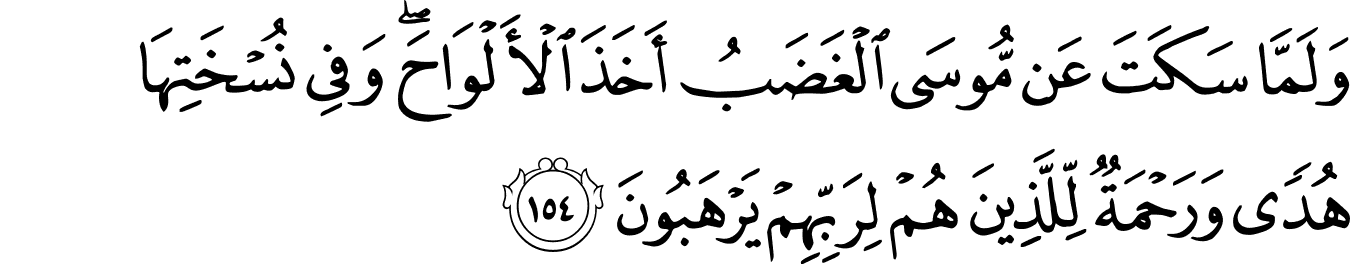 وَلَمَّا سَكَتَ عَن مُّوسَى ٱلْغَضَبُ أَخَذَ ٱلْأَلْوَاحَ ۖ وَفِى نُسْخَتِهَا
هُدًى وَرَحْمَةٌ لِّلَّذِينَ هُمْ لِرَبِّهِمْ يَرْهَبُونَ ١٥٤